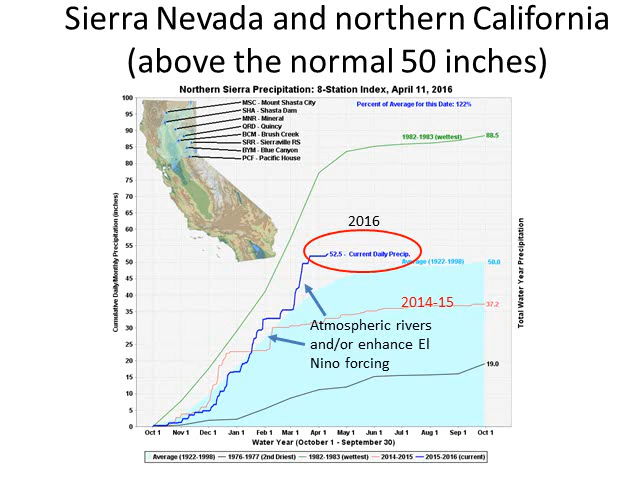 Sierra Nevada and northern California
(above the normal 50 inches)
Northern Sierra Precipitation: 8-Station Index, April 11, 2016
Percent of Average for this Date: 122%
MSC - Mount Shasta City
SHA - Shasta Dam
MNR - Mineral
QRD - Quincy
BCM - Brush Creek
SRR - Sierraville RS
BYM - Blue Canyon
PCF - Pacific House
1982-1983 (wettest)
88.5
2016
52.5 - Current Daily Precip.
Average (1922-1998)
50.0
2014-15
37.2
Atmospheric rivers
and/or enhance El
Nino forcing
19.0
Cumulative Daily/Monthly Precipitation (inches)
Total Water Year Precipitation
100
95
90
85
80
75
70
65
60
55
50
45
40
35
30
25
20
15
10
5
0
Oct 1 Nov 1 Dec 1 Jan 1 Feb 1 Mar 1 Apr 1 May 1 Jun 1 Jul 1 Aug 1 Sep 1 Oct 1
Water Year (October 1 - September 30)
Average (1922-1998) 1976-1977 (2nd Driest) 1982-1983 (wettest) 2014-2015 2015-2016 (current)